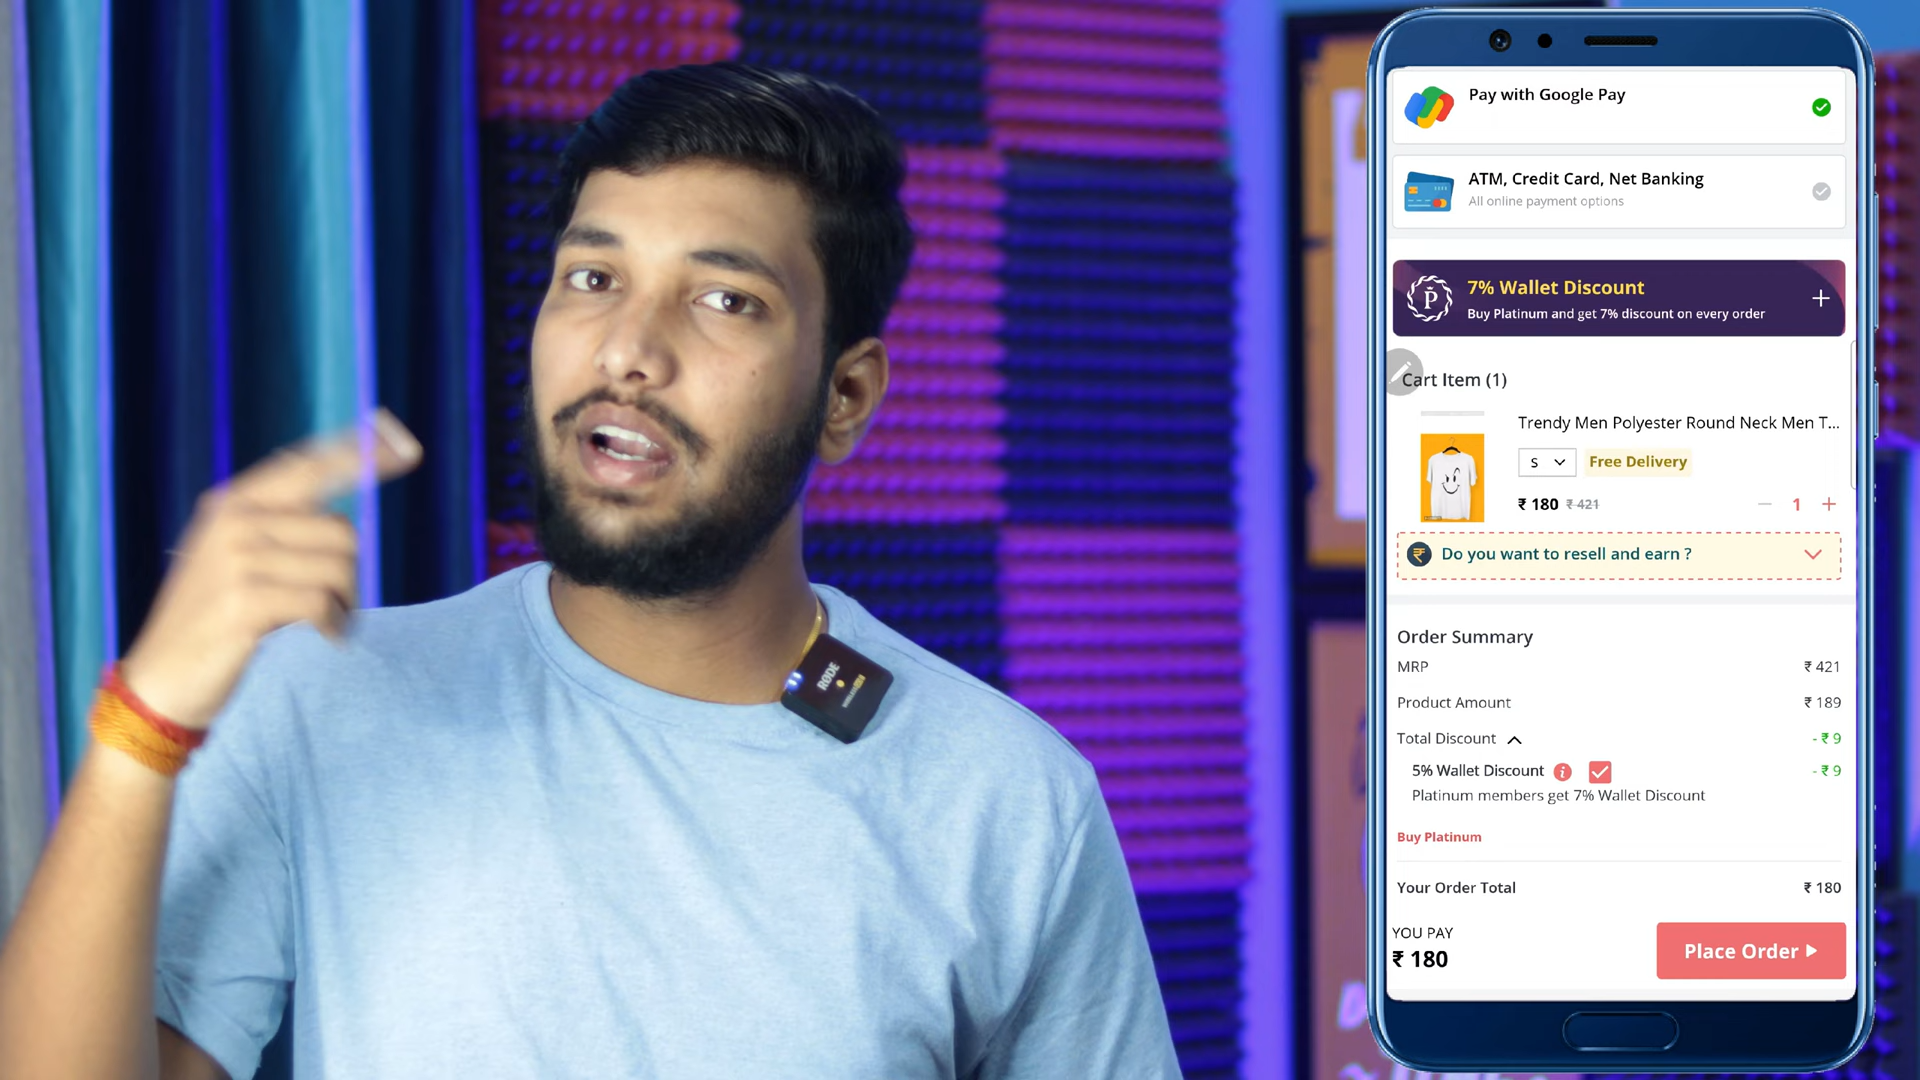 Pay with Google Pay
ATM, Credit Card, Net Banking
All online payment options
P
7% Wallet Discount
Buy Platinum and get 7% discount on every order
+
Cart Item (1)
Trendy Men Polyester Round Neck Men T...
S
Free Delivery
₹ 180 ₹ 421
− 1 +
₹ Do you want to resell and earn ?
Order Summary
MRP ₹ 421
Product Amount ₹ 189
Total Discount - ₹ 9
5% Wallet Discount i - ₹ 9
Platinum members get 7% Wallet Discount
Buy Platinum
Your Order Total ₹ 180
YOU PAY
₹ 180
Place Order
RØDE